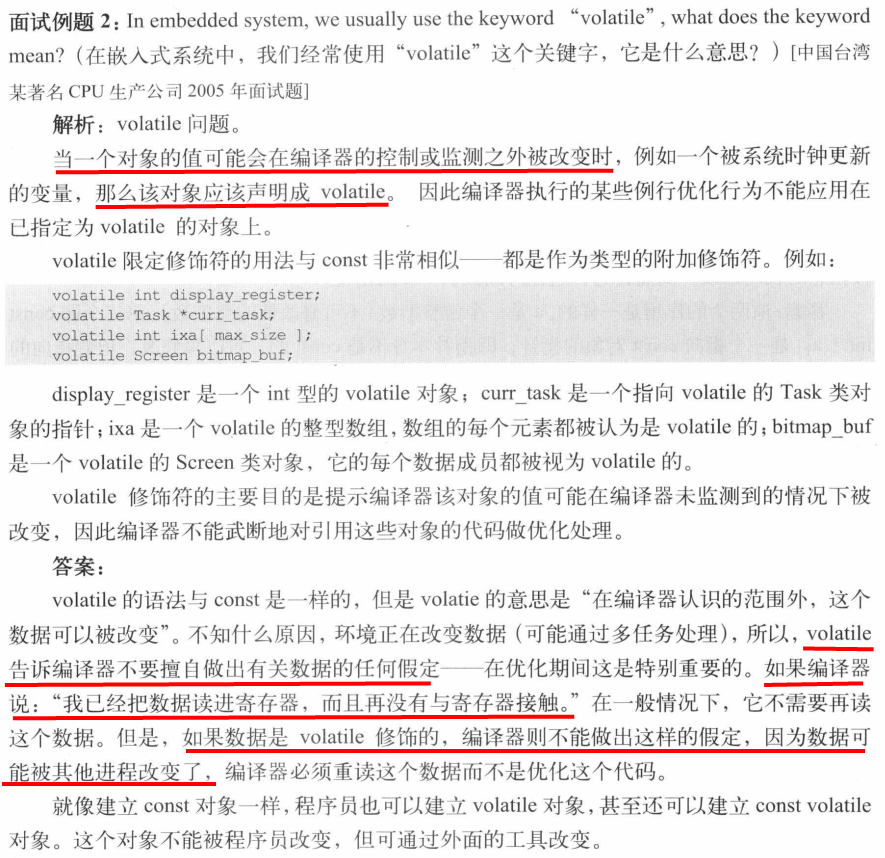 面试例题 2：In embedded system, we usually use the keyword “volatile”, what does the keyword
mean?（在嵌入式系统中，我们经常使用“volatile”这个关键字，它是什么意思？）[中国台湾
某著名 CPU 生产公司 2005 年面试题]
解析：volatile 问题。
当一个对象的值可能会在编译器的控制或监测之外被改变时，例如一个被系统时钟更新
的变量，那么该对象应该声明成 volatile。 因此编译器执行的某些例行优化行为不能应用在
已指定为 volatile 的对象上。
volatile 限定修饰符的用法与 const 非常相似——都是作为类型的附加修饰符。例如：
volatile int display_register;
volatile Task *curr_task;
volatile int ixa[ max_size ];
volatile Screen bitmap_buf;
display_register 是一个 int 型的 volatile 对象；curr_task 是一个指向 volatile 的 Task 类对
象的指针；ixa 是一个 volatile 的整型数组，数组的每个元素都被认为是 volatile 的；bitmap_buf
是一个 volatile 的 Screen 类对象，它的每个数据成员都被视为 volatile 的。
volatile 修饰符的主要目的是提示编译器该对象的值可能在编译器未监测到的情况下被
改变，因此编译器不能武断地对引用这些对象的代码做优化处理。
答案：
volatile 的语法与 const 是一样的，但是 volatie 的意思是“在编译器认识的范围外，这个
数据可以被改变”。不知什么原因，环境正在改变数据（可能通过多任务处理），所以，volatile
告诉编译器不要擅自做出有关数据的任何假定——在优化期间这是特别重要的。如果编译器
说：“我已经把数据读进寄存器，而且再没有与寄存器接触。”在一般情况下，它不需要再读
这个数据。但是，如果数据是 volatile 修饰的，编译器则不能做出这样的假定，因为数据可
能被其他进程改变了，编译器必须重读这个数据而不是优化这个代码。
就像建立 const 对象一样，程序员也可以建立 volatile 对象，甚至还可以建立 const volatile
对象。这个对象不能被程序员改变，但可通过外面的工具改变。